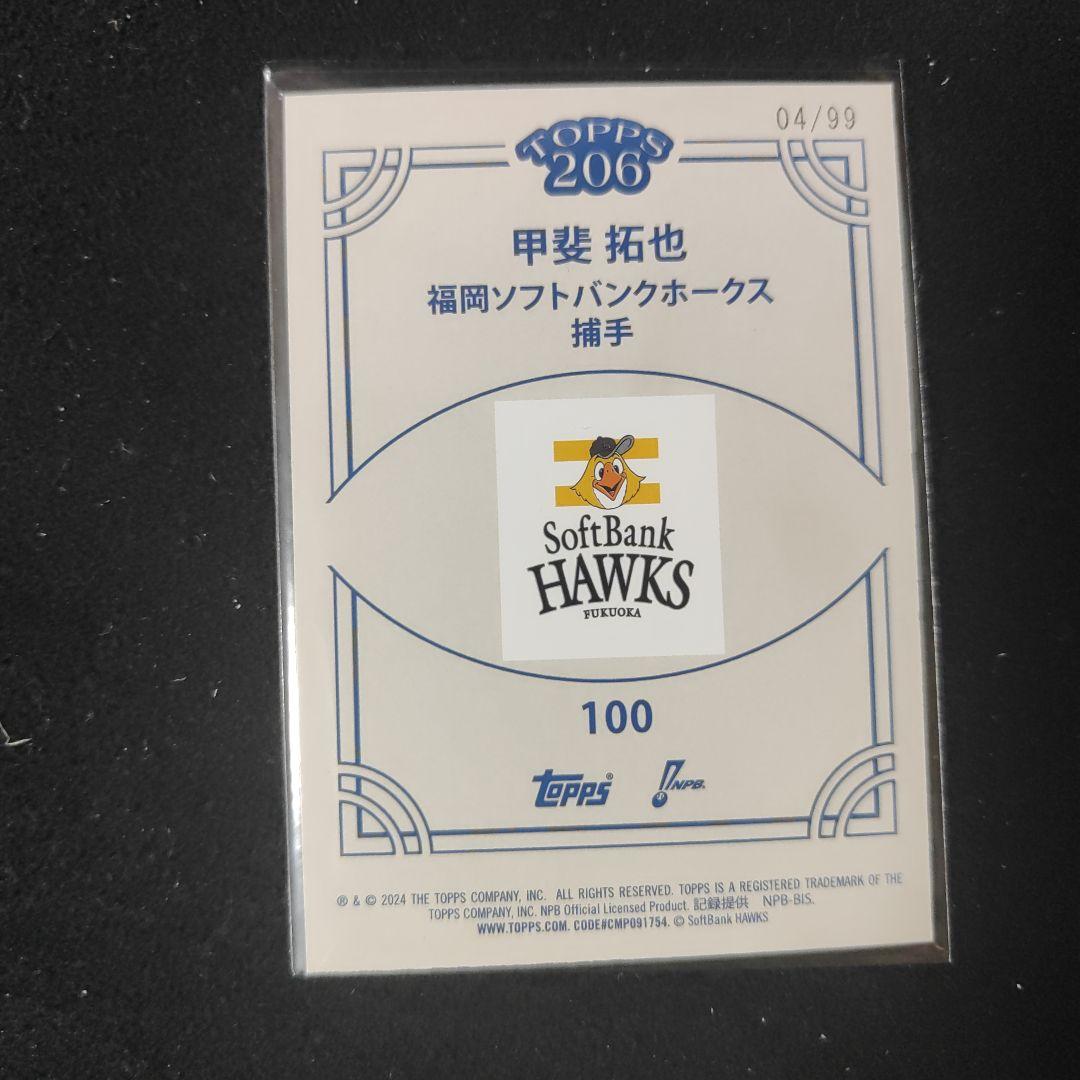 04/99
TOPPS
206
甲斐 拓也
福岡ソフトバンクホークス
捕手
SoftBank
HAWKS
FUKUOKA
100
topps®
NPB.
® & © 2024 THE TOPPS COMPANY, INC. ALL RIGHTS RESERVED. TOPPS IS A REGISTERED TRADEMARK OF THE
TOPPS COMPANY, INC. NPB Official Licensed Product. 記録提供 NPB-BIS.
WWW.TOPPS.COM. CODE#CMP091754. © SoftBank HAWKS